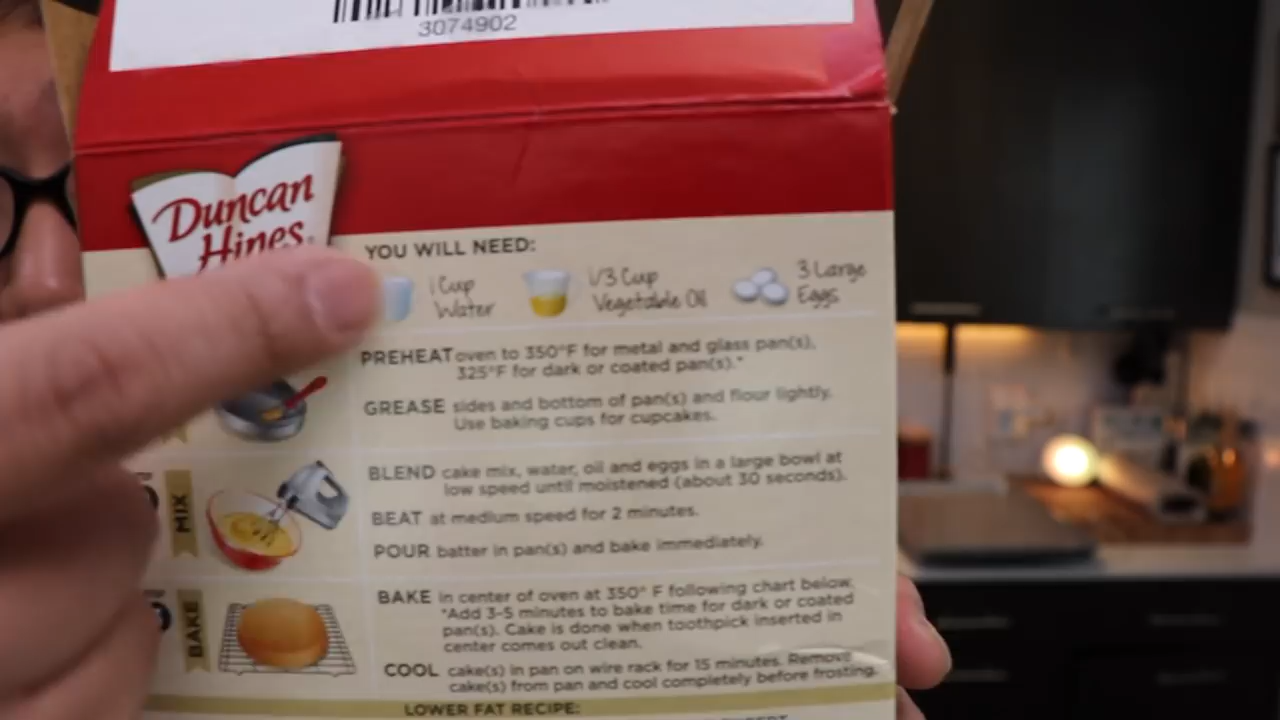 3074902
Duncan
Hines
YOU WILL NEED:
1 Cup
Water
1/3 Cup
Vegetable Oil
3 Large
Eggs
PREHEAT oven to 350°F for metal and glass pan(s),
325°F for dark or coated pan(s).*
GREASE sides and bottom of pan(s) and flour lightly.
Use baking cups for cupcakes.
MIX
BLEND cake mix, water, oil and eggs in a large bowl at
low speed until moistened (about 30 seconds).
BEAT at medium speed for 2 minutes.
POUR batter in pan(s) and bake immediately.
BAKE
BAKE in center of oven at 350° F following chart below.
*Add 3-5 minutes to bake time for dark or coated
pan(s). Cake is done when toothpick inserted in
center comes out clean.
COOL cake(s) in pan on wire rack for 15 minutes. Remove
cake(s) from pan and cool completely before frosting.
LOWER FAT RECIPE: